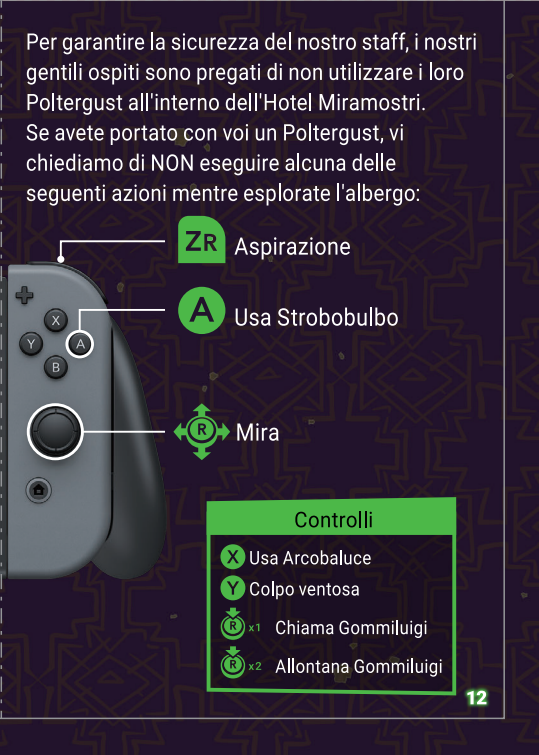 Per garantire la sicurezza del nostro staff, i nostri
gentili ospiti sono pregati di non utilizzare i loro
Poltergust all'interno dell'Hotel Miramostri.
Se avete portato con voi un Poltergust, vi
chiediamo di NON eseguire alcuna delle
seguenti azioni mentre esplorate l'albergo:
ZR Aspirazione
A Usa Strobobulbo
X
Y A
B
R Mira
Controlli
X Usa Arcobaluce
Y Colpo ventosa
R x1 Chiama Gommiluigi
R x2 Allontana Gommiluigi
12